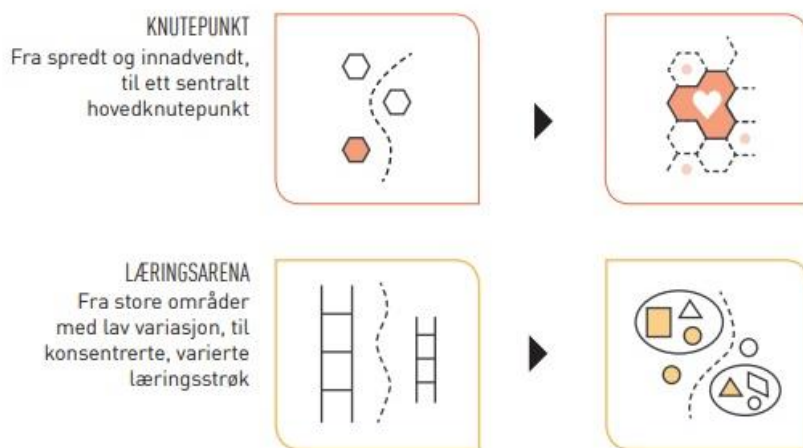 KNUTEPUNKT
Fra spredt og innadvendt,
til ett sentralt
hovedknutepunkt
LÆRINGSARENA
Fra store områder
med lav variasjon, til
konsentrerte, varierte
læringsstrøk